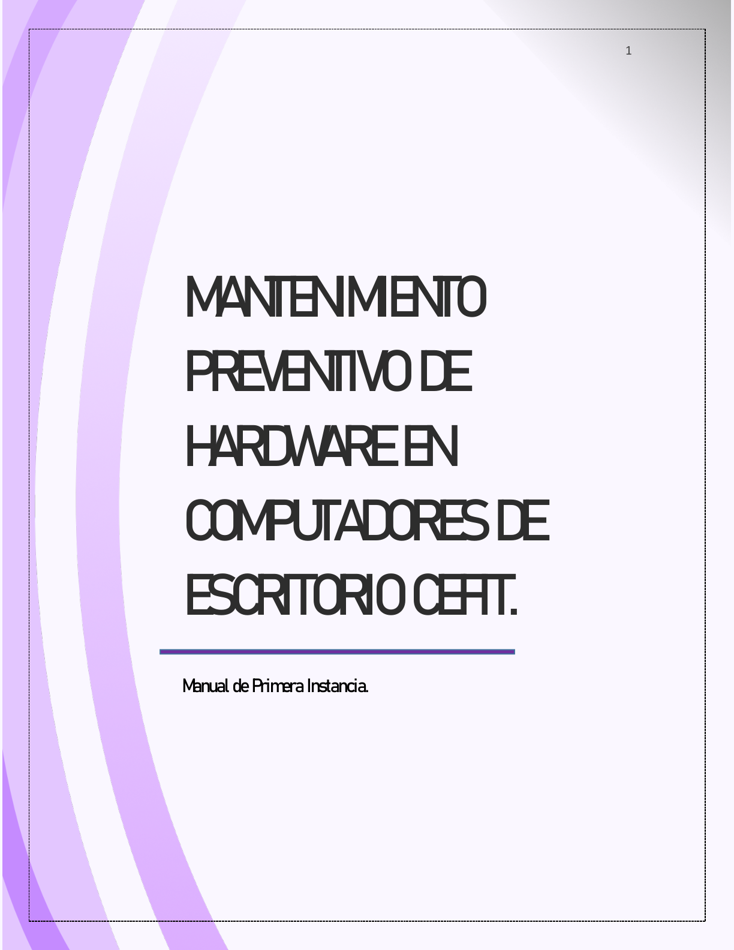 1
MANTENIMIENTO
PREVENTIVO DE
HARDWARE EN
COMPUTADORES DE
ESCRITORIO CEFIT.
Manual de Primera Instancia.